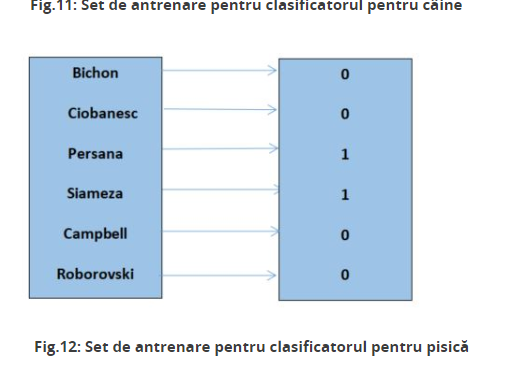 Fig.11: Set de antrenare pentru clasificatorul pentru câine
Bichon 0
Ciobanesc 0
Persana 1
Siameza 1
Campbell 0
Roborovski 0
Fig.12: Set de antrenare pentru clasificatorul pentru pisică